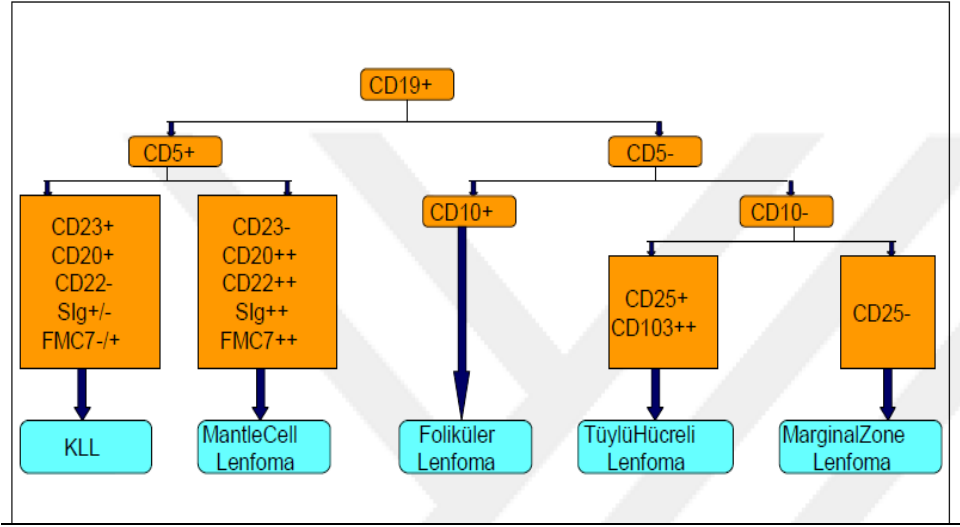 CD19+
CD5+
CD5-
CD23+
CD20+
CD22-
SIg+/-
FMC7-/+
CD23-
CD20++
CD22++
SIg++
FMC7++
CD10+
CD10-
CD25+
CD103++
CD25-
KLL
MantleCell
Lenfoma
Foliküler
Lenfoma
TüylüHücreli
Lenfoma
MarginalZone
Lenfoma